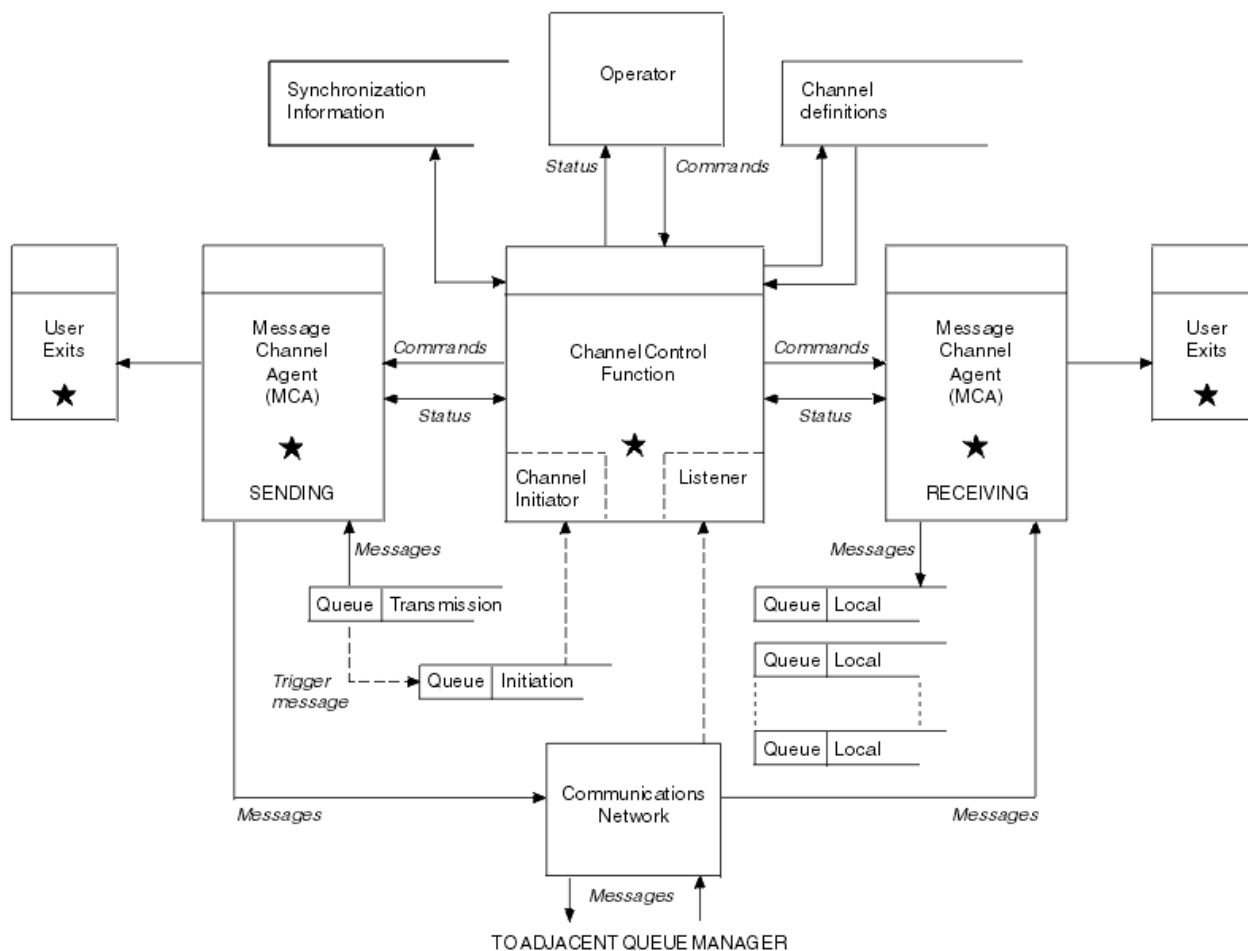 Operator
Synchronization
Information
Channel
definitions
Status
Commands
User
Exits
Message
Channel
Agent
(MCA)
SENDING
Commands
Status
Channel Control
Function
Channel
Initiator
Listener
Commands
Status
Message
Channel
Agent
(MCA)
RECEIVING
User
Exits
Messages
Queue Transmission
Trigger
message
Queue Initiation
Messages
Queue Local
Queue Local
Queue Local
Messages
Communications
Network
Messages
Messages
TO ADJACENT QUEUE MANAGER